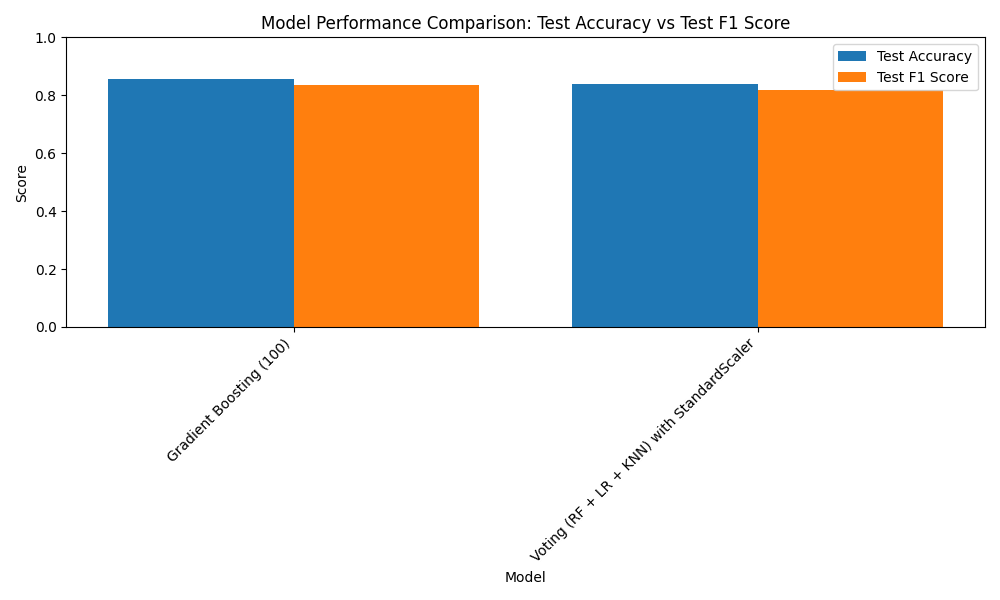 Model Performance Comparison: Test Accuracy vs Test F1 Score
Test Accuracy
Test F1 Score
Score
1.0
0.8
0.6
0.4
0.2
0.0
Gradient Boosting (100)
Voting (RF + LR + KNN) with StandardScaler
Model